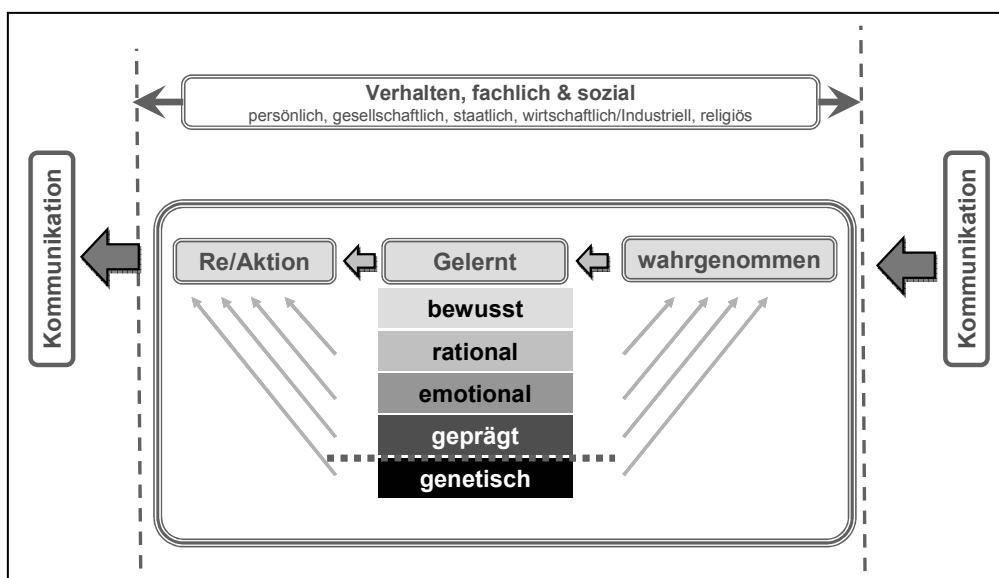 Verhalten, fachlich & sozial
persönlich, gesellschaftlich, staatlich, wirtschaftlich/Industriell, religiös
Kommunikation
Re/Aktion
Gelernt
wahrgenommen
Kommunikation
bewusst
rational
emotional
geprägt
genetisch